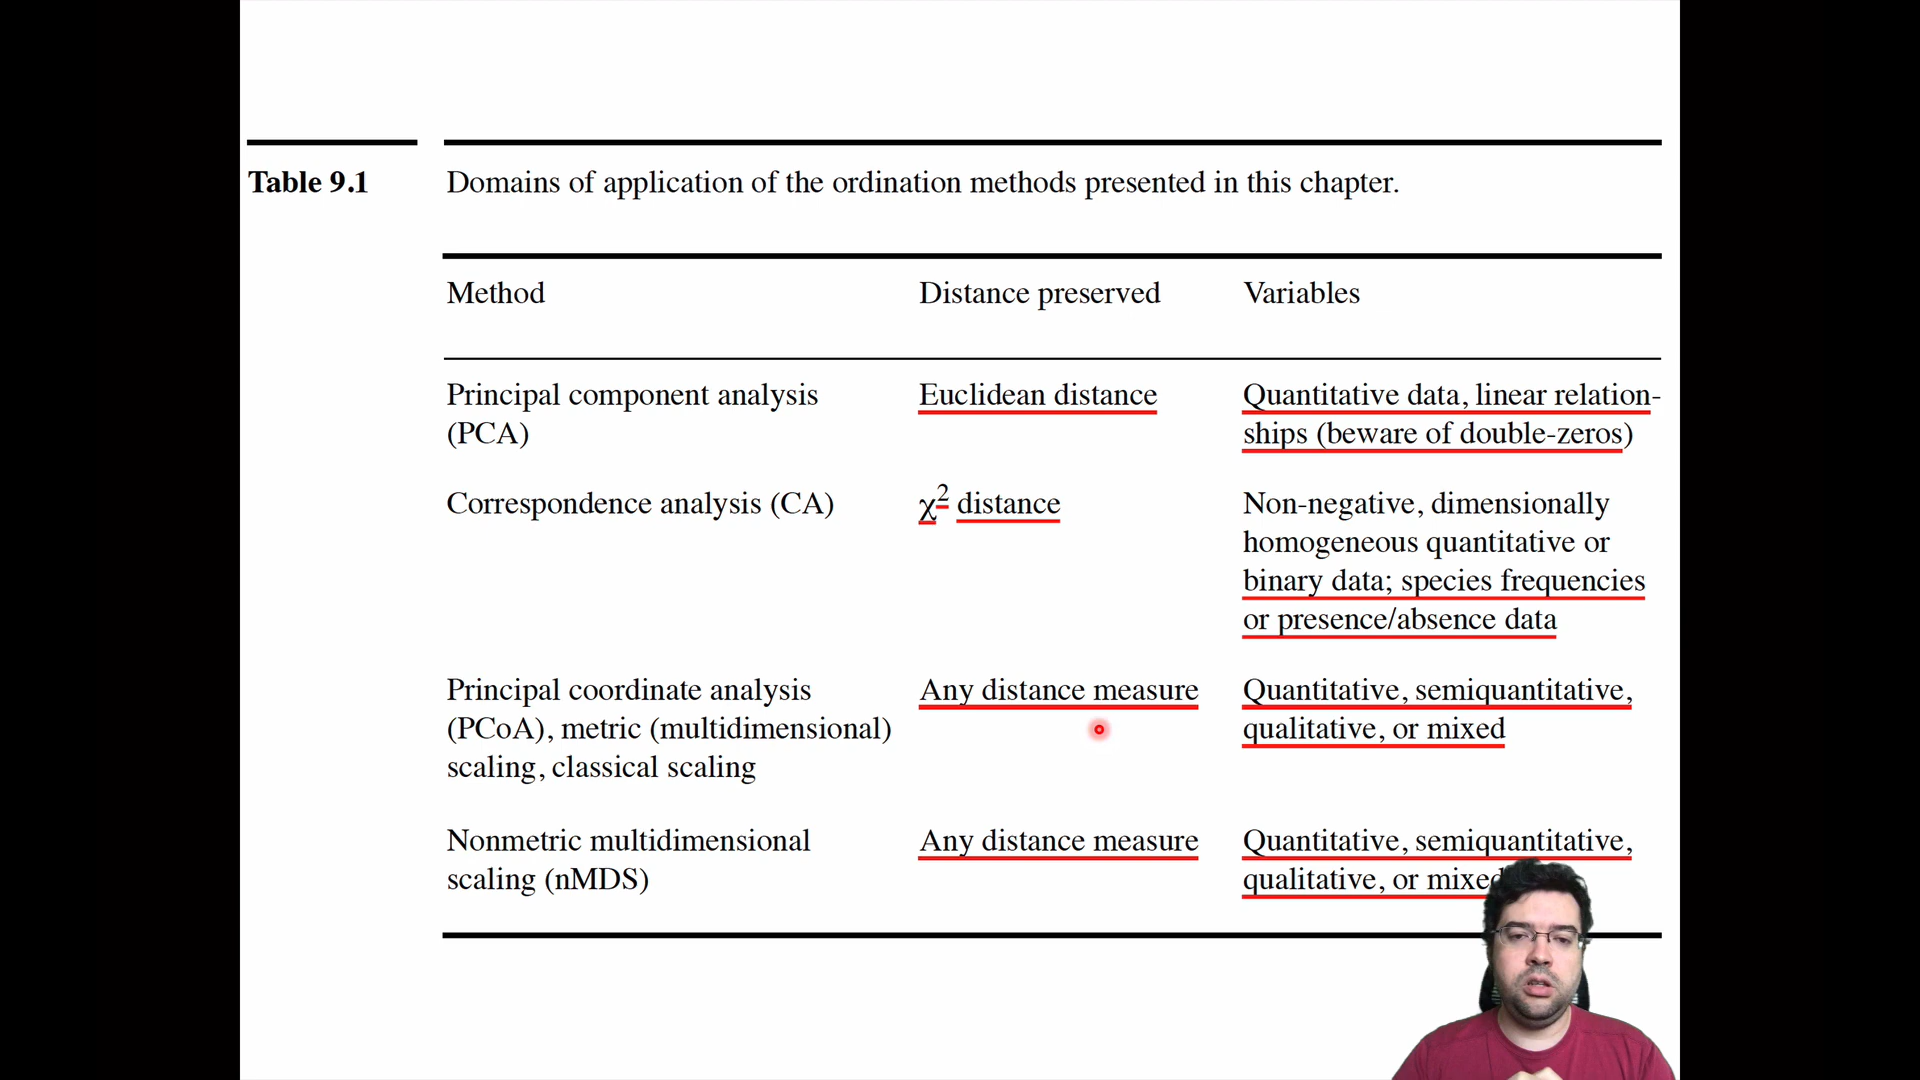 Table 9.1
Domains of application of the ordination methods presented in this chapter.
Method
Distance preserved
Variables
Principal component analysis
(PCA)
Euclidean distance
Quantitative data, linear relation-
ships (beware of double-zeros)
Correspondence analysis (CA)
χ² distance
Non-negative, dimensionally
homogeneous quantitative or
binary data; species frequencies
or presence/absence data
Principal coordinate analysis
(PCoA), metric (multidimensional)
scaling, classical scaling
Any distance measure
Quantitative, semiquantitative,
qualitative, or mixed
Nonmetric multidimensional
scaling (nMDS)
Any distance measure
Quantitative, semiquantitative,
qualitative, or mixed